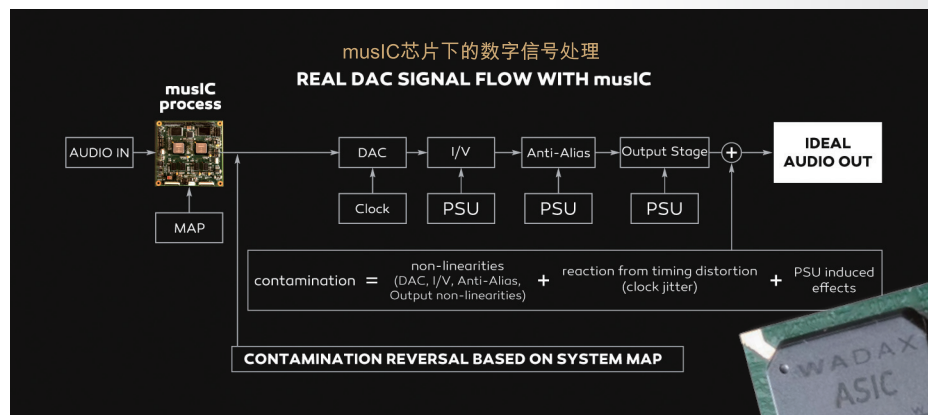 musIC芯片下的数字信号处理
REAL DAC SIGNAL FLOW WITH musIC
musIC
process
AUDIO IN
DAC
I/V
Anti-Alias
Output Stage
+
IDEAL
AUDIO OUT
MAP
Clock
PSU
PSU
PSU
contamination
=
non-linearities
(DAC, I/V, Anti-Alias,
Output non-linearities)
+
reaction from timing distortion
(clock jitter)
+
PSU induced
effects
CONTAMINATION REVERSAL BASED ON SYSTEM MAP
WADAX
ASIC